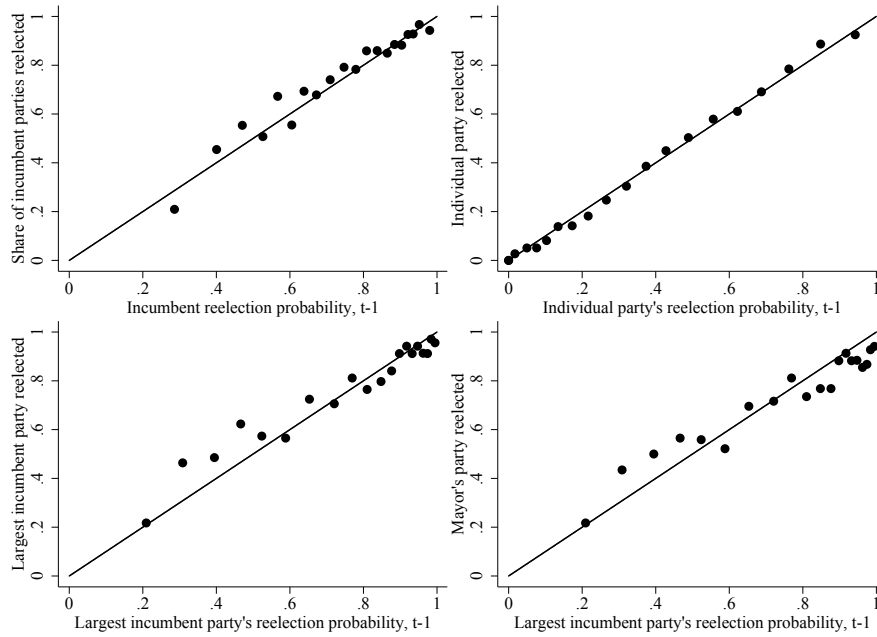 Share of incumbent parties reelected
0 .2 .4 .6 .8 1
0 .2 .4 .6 .8 1
Incumbent reelection probability, t-1
Individual party reelected
0 .2 .4 .6 .8 1
0 .2 .4 .6 .8 1
Individual party's reelection probability, t-1
Largest incumbent party reelected
0 .2 .4 .6 .8 1
0 .2 .4 .6 .8 1
Largest incumbent party's reelection probability, t-1
Mayor's party reelected
0 .2 .4 .6 .8 1
0 .2 .4 .6 .8 1
Largest incumbent party's reelection probability, t-1